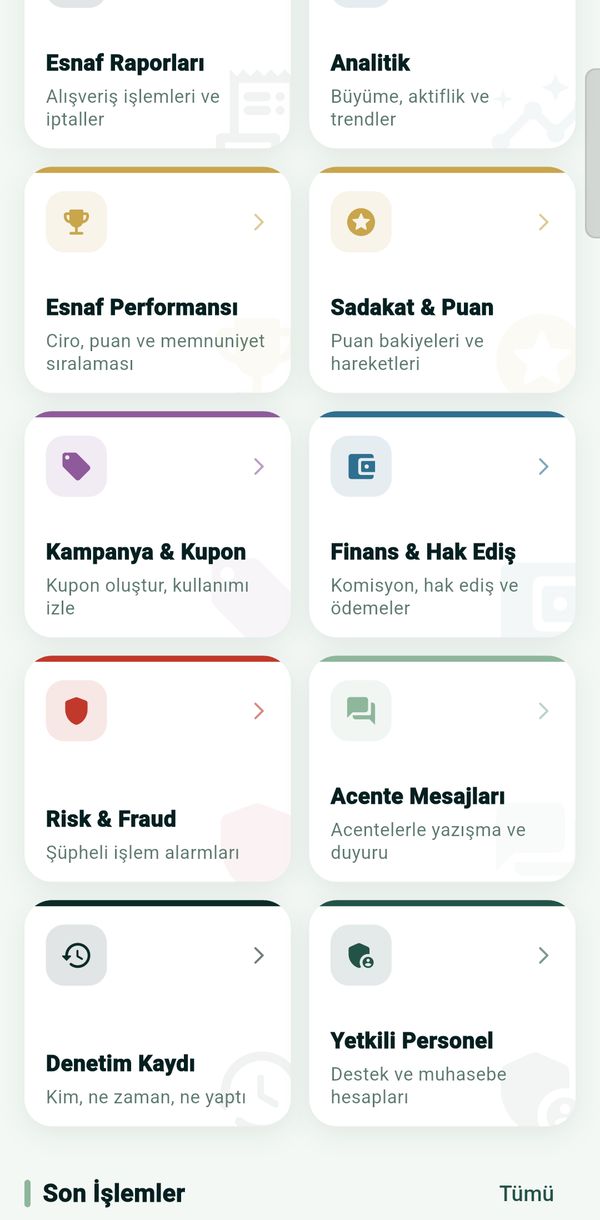 Esnaf Raporları
Alışveriş işlemleri ve
iptaller
Analitik
Büyüme, aktiflik ve
trendler
Esnaf Performansı
Ciro, puan ve memnuniyet
sıralaması
Sadakat & Puan
Puan bakiyeleri ve
hareketleri
Kampanya & Kupon
Kupon oluştur, kullanımı
izle
Finans & Hak Ediş
Komisyon, hak ediş ve
ödemeler
Risk & Fraud
Şüpheli işlem alarmları
Acente Mesajları
Acentelerle yazışma ve
duyuru
Denetim Kaydı
Kim, ne zaman, ne yaptı
Yetkili Personel
Destek ve muhasebe
hesapları
Son İşlemler
Tümü